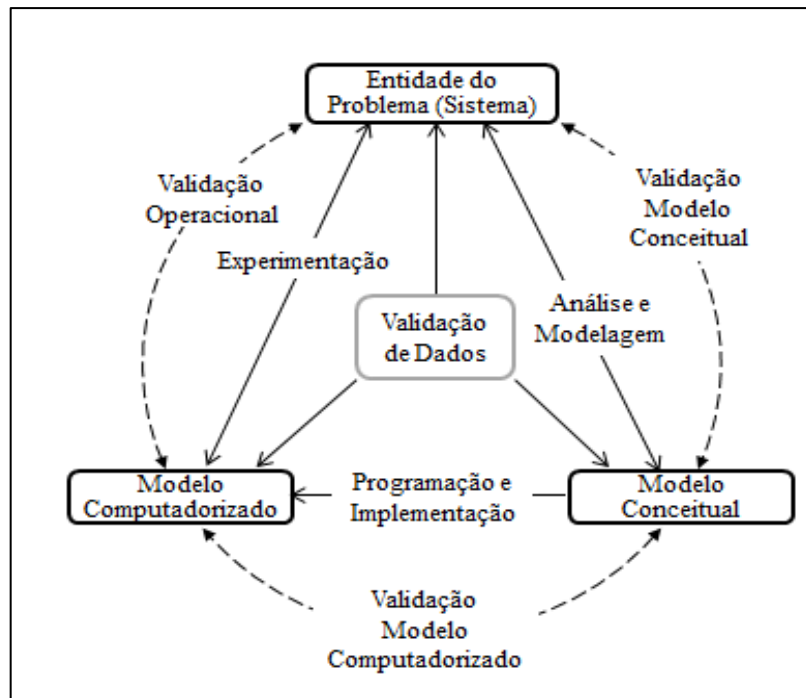 Entidade do
Problema (Sistema)
Validação
Operacional
Validação
Modelo
Conceitual
Experimentação
Análise e
Modelagem
Validação
de Dados
Modelo
Computadorizado
Programação e
Implementação
Modelo
Conceitual
Validação
Modelo
Computadorizado